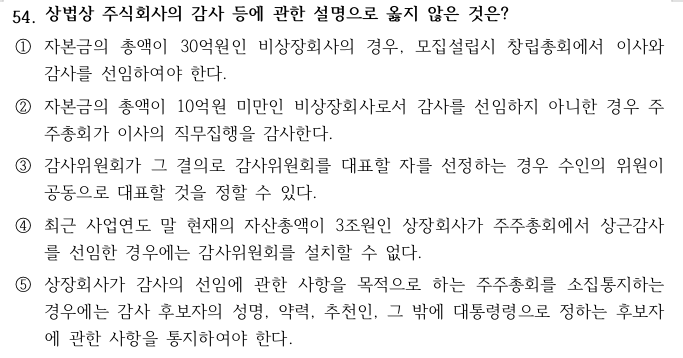 54. 상법상 주식회사의 감사 등에 관한 설명으로 옳지 않은 것은?
① 자본금의 총액이 30억원인 비상장회사의 경우, 모집설립시 창립총회에서 이사와
감사를 선임하여야 한다.
② 자본금의 총액이 10억원 미만인 비상장회사로서 감사를 선임하지 아니한 경우 주
주총회가 이사의 직무집행을 감사한다.
③ 감사위원회가 그 결의로 감사위원회를 대표할 자를 선정하는 경우 수인의 위원이
공동으로 대표할 것을 정할 수 있다.
④ 최근 사업연도 말 현재의 자산총액이 3조원인 상장회사가 주주총회에서 상근감사
를 선임한 경우에는 감사위원회를 설치할 수 없다.
⑤ 상장회사가 감사의 선임에 관한 사항을 목적으로 하는 주주총회를 소집통지하는
경우에는 감사 후보자의 성명, 약력, 추천인, 그 밖에 대통령령으로 정하는 후보자
에 관한 사항을 통지하여야 한다.